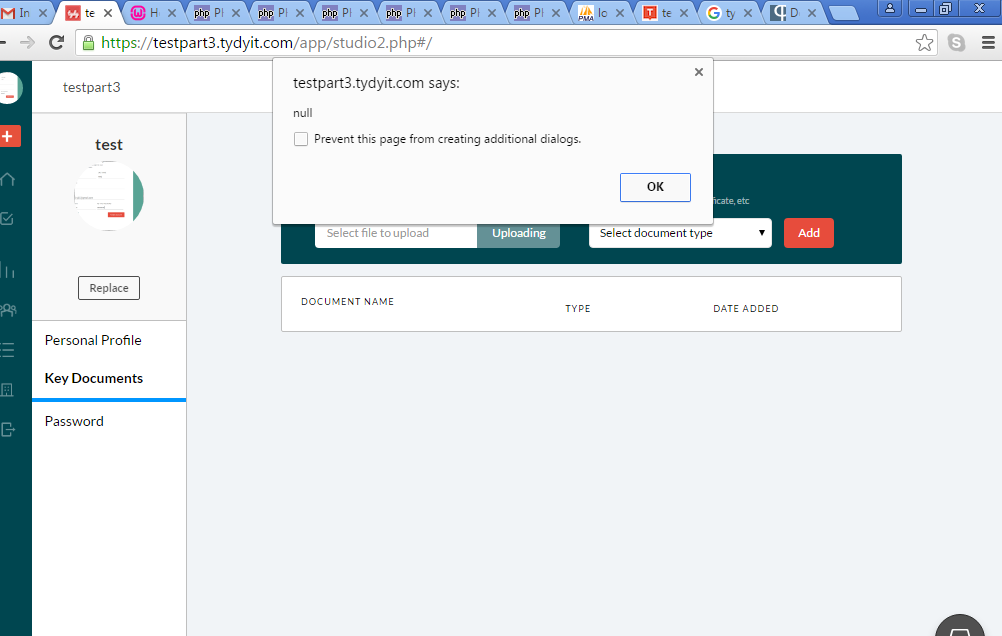 In
te
H
php Pl
php Pl
php Pl
php Pl
php Pl
php Pl
PMA lo
T te
G ty
D
https://testpart3.tydyit.com/app/studio2.php#/
testpart3
testpart3.tydyit.com says:
null
Prevent this page from creating additional dialogs.
OK
test
Replace
Personal Profile
Key Documents
Password
ficate, etc
Select file to upload
Uploading
Select document type
Add
DOCUMENT NAME
TYPE
DATE ADDED